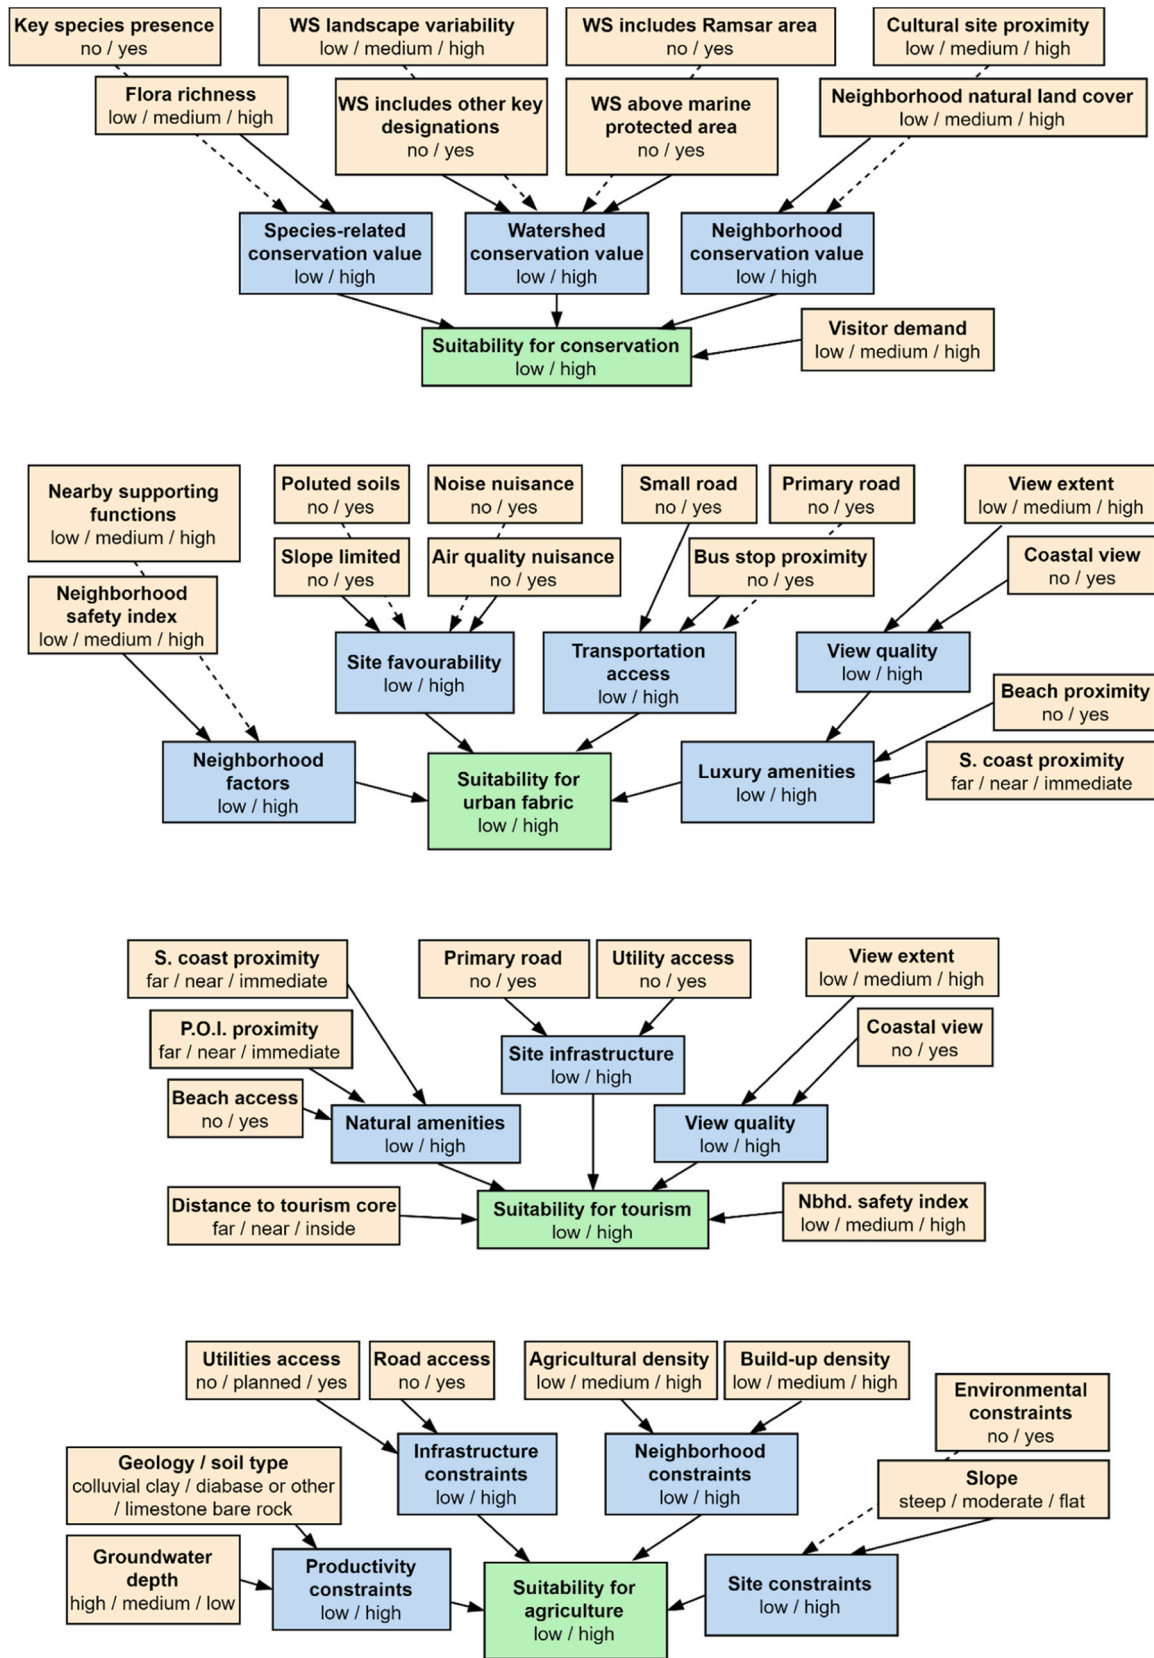 Key species presence
no / yes
WS landscape variability
low / medium / high
WS includes Ramsar area
no / yes
Cultural site proximity
low / medium / high
Flora richness
low / medium / high
WS includes other key
designations
no / yes
WS above marine
protected area
no / yes
Neighborhood natural land cover
low / medium / high
Species-related
conservation value
low / high
Watershed
conservation value
low / high
Neighborhood
conservation value
low / high
Suitability for conservation
low / high
Visitor demand
low / medium / high
Nearby supporting
functions
low / medium / high
Poluted soils
no / yes
Noise nuisance
no / yes
Small road
no / yes
Primary road
no / yes
View extent
low / medium / high
Neighborhood
safety index
low / medium / high
Slope limited
no / yes
Air quality nuisance
no / yes
Bus stop proximity
no / yes
Coastal view
no / yes
Site favourability
low / high
Transportation
access
low / high
View quality
low / high
Beach proximity
no / yes
Neighborhood
factors
low / high
Suitability for
urban fabric
low / high
Luxury amenities
low / high
S. coast proximity
far / near / immediate
S. coast proximity
far / near / immediate
Primary road
no / yes
Utility access
no / yes
View extent
low / medium / high
P.O.I. proximity
far / near / immediate
Coastal view
no / yes
Site infrastructure
low / high
Beach access
no / yes
Natural amenities
low / high
View quality
low / high
Distance to tourism core
far / near / inside
Suitability for tourism
low / high
Nbhd. safety index
low / medium / high
Utilities access
no / planned / yes
Road access
no / yes
Agricultural density
low / medium / high
Build-up density
low / medium / high
Environmental
constraints
no / yes
Geology / soil type
colluvial clay / diabase or other
/ limestone bare rock
Infrastructure
constraints
low / high
Neighborhood
constraints
low / high
Slope
steep / moderate / flat
Groundwater
depth
high / medium / low
Productivity
constraints
low / high
Suitability for
agriculture
low / high
Site constraints
low / high